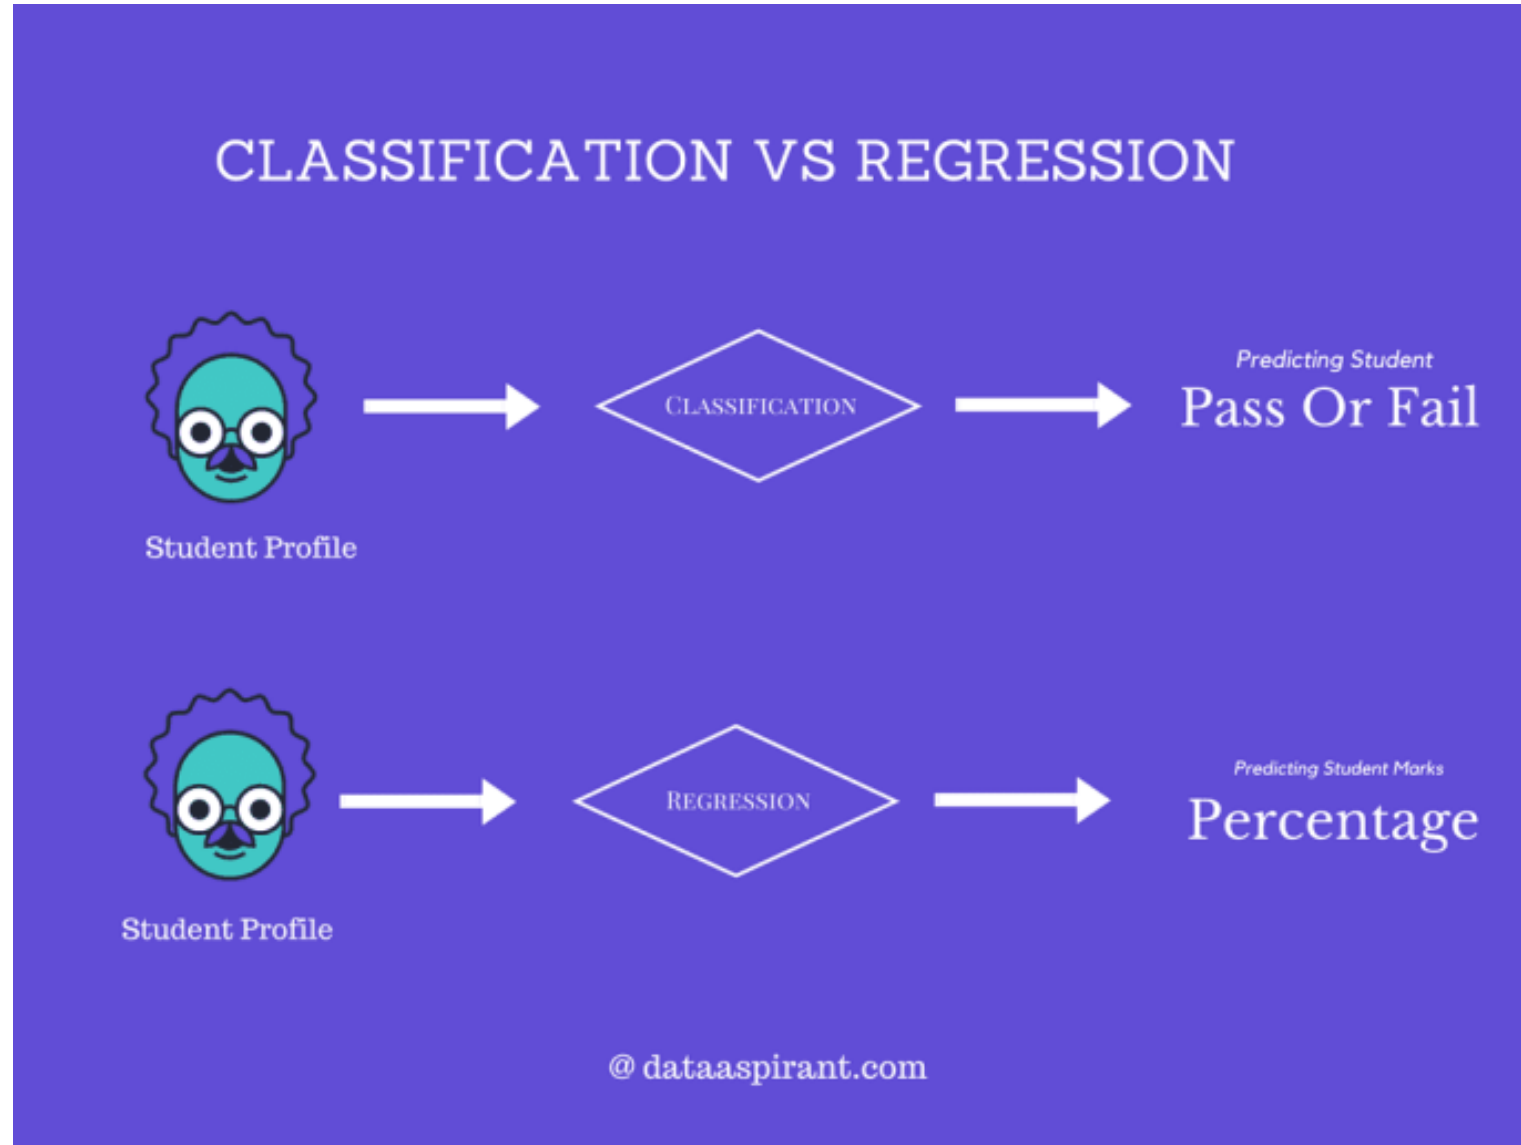 CLASSIFICATION VS REGRESSION
CLASSIFICATION
Predicting Student
Pass Or Fail
Student Profile
REGRESSION
Predicting Student Marks
Percentage
Student Profile
@ dataaspirant.com